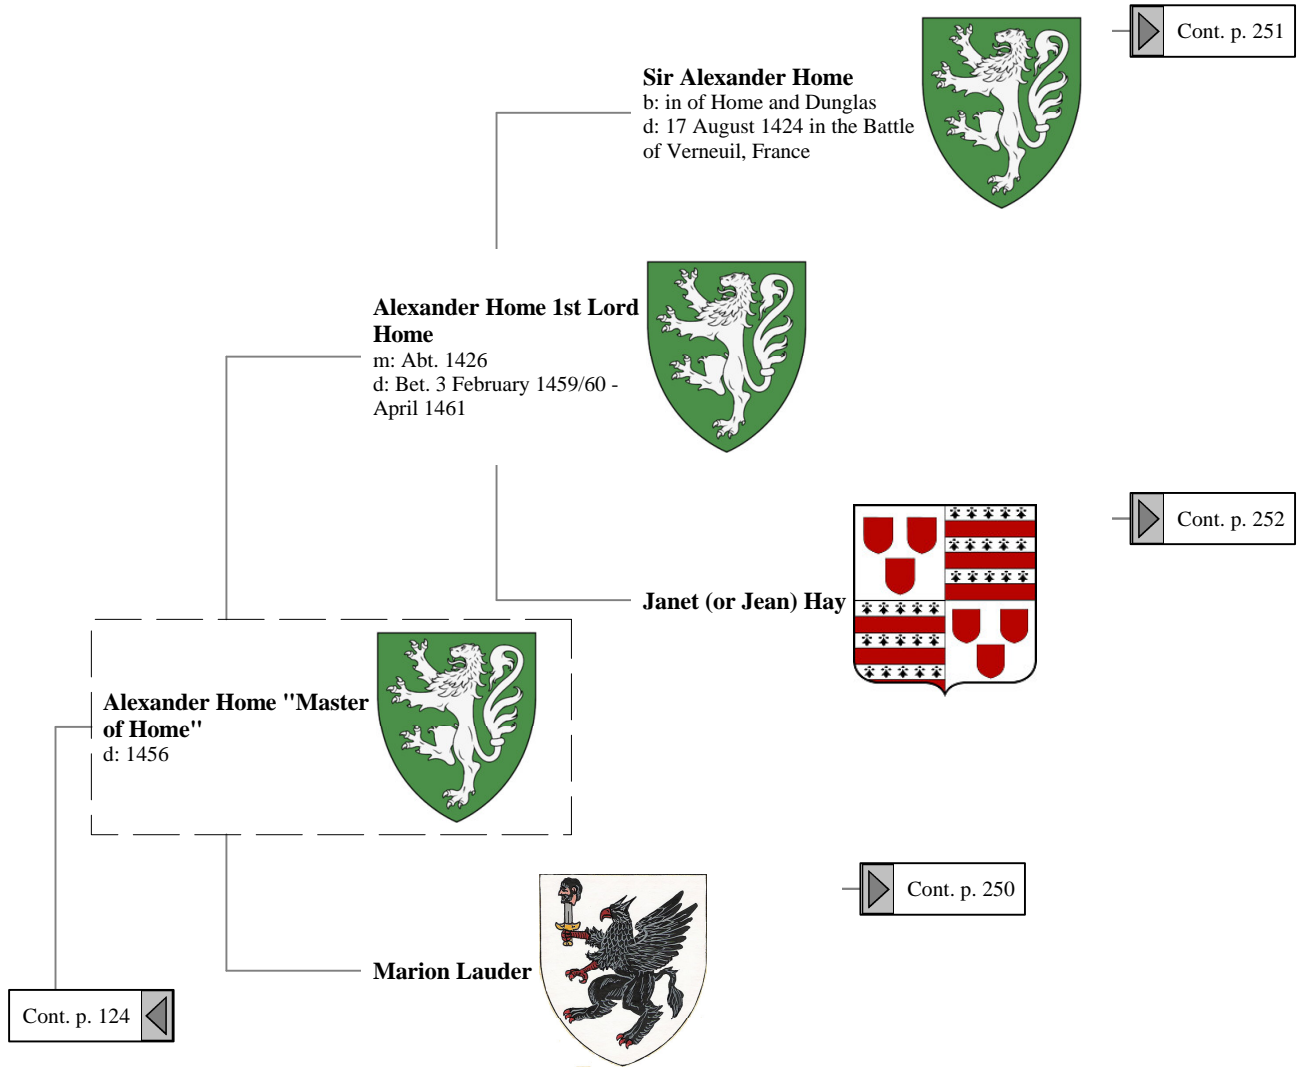 Cont. p. 251
Sir Alexander Home
b: in of Home and Dunglas
d: 17 August 1424 in the Battle
of Verneuil, France
Alexander Home 1st Lord
Home
m: Abt. 1426
d: Bet. 3 February 1459/60 -
April 1461
Cont. p. 252
Janet (or Jean) Hay
Alexander Home "Master
of Home"
d: 1456
Cont. p. 250
Marion Lauder
Cont. p. 124